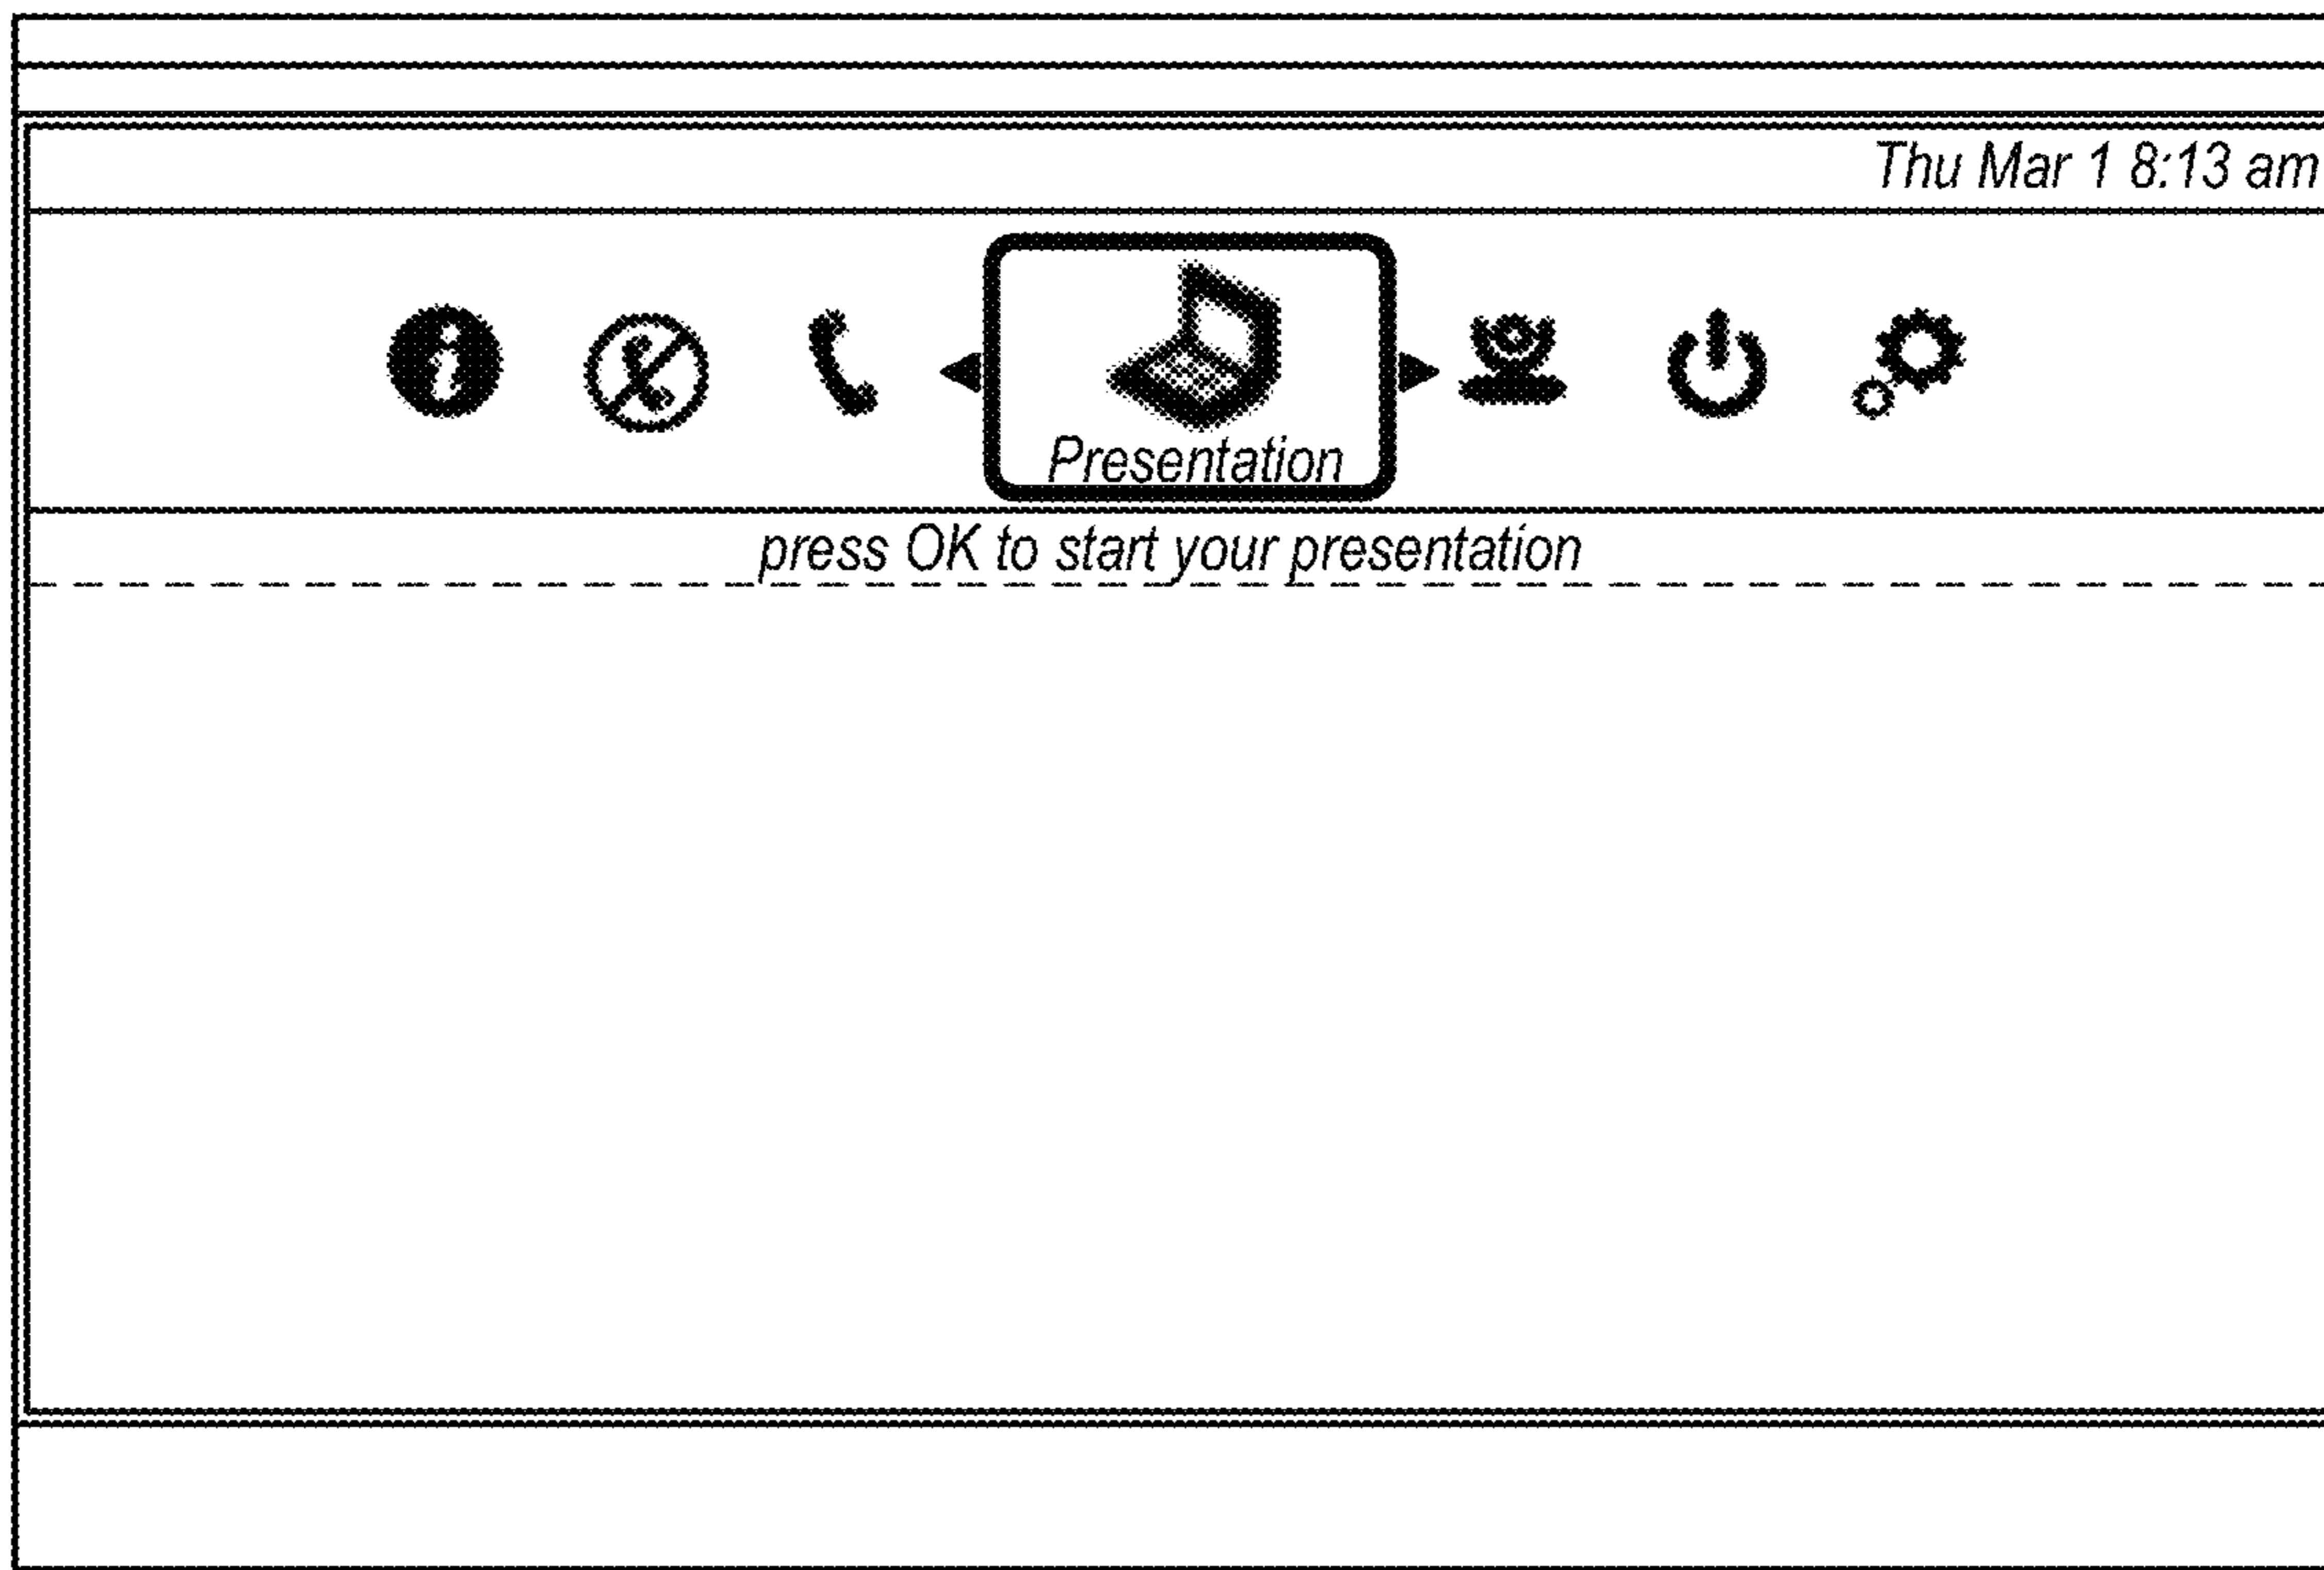 Thu Mar 1 8:13 am
Presentation
press OK to start your presentation